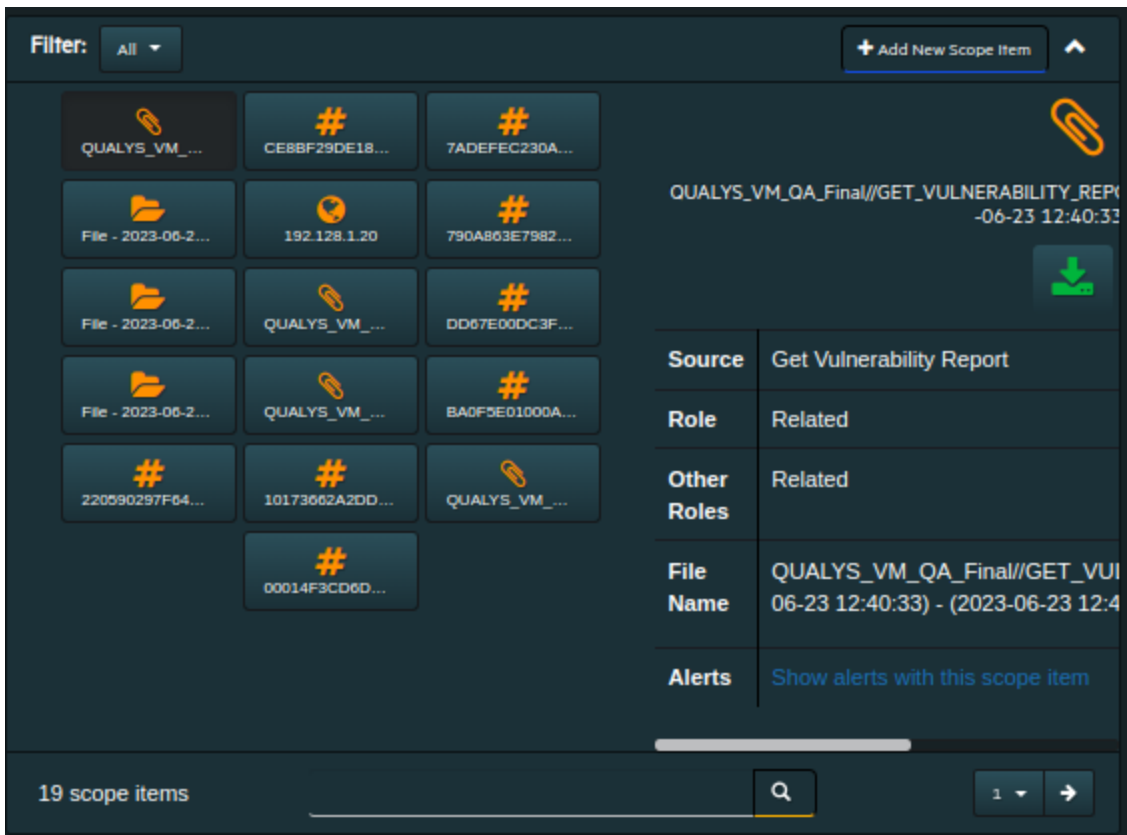 Filter:
All
Add New Scope Item
QUALYS_VM_...
CE8BF29DE18...
7ADEFEC230A...
File - 2023-06-2...
192.128.1.20
790A863E7982...
File - 2023-06-2...
QUALYS_VM_...
DD67E00DC3F...
File - 2023-06-2...
QUALYS_VM_...
BA0F5E01000A...
220590297F64...
10173662A2DD...
QUALYS_VM_...
00014F3CD6D...
QUALYS_VM_QA_Final//GET_VULNERABILITY_REP
-06-23 12:40:33
Source Get Vulnerability Report
Role Related
Other Related
Roles
File QUALYS_VM_QA_Final//GET_VUL
Name 06-23 12:40:33) - (2023-06-23 12:4
Alerts Show alerts with this scope item
19 scope items
1